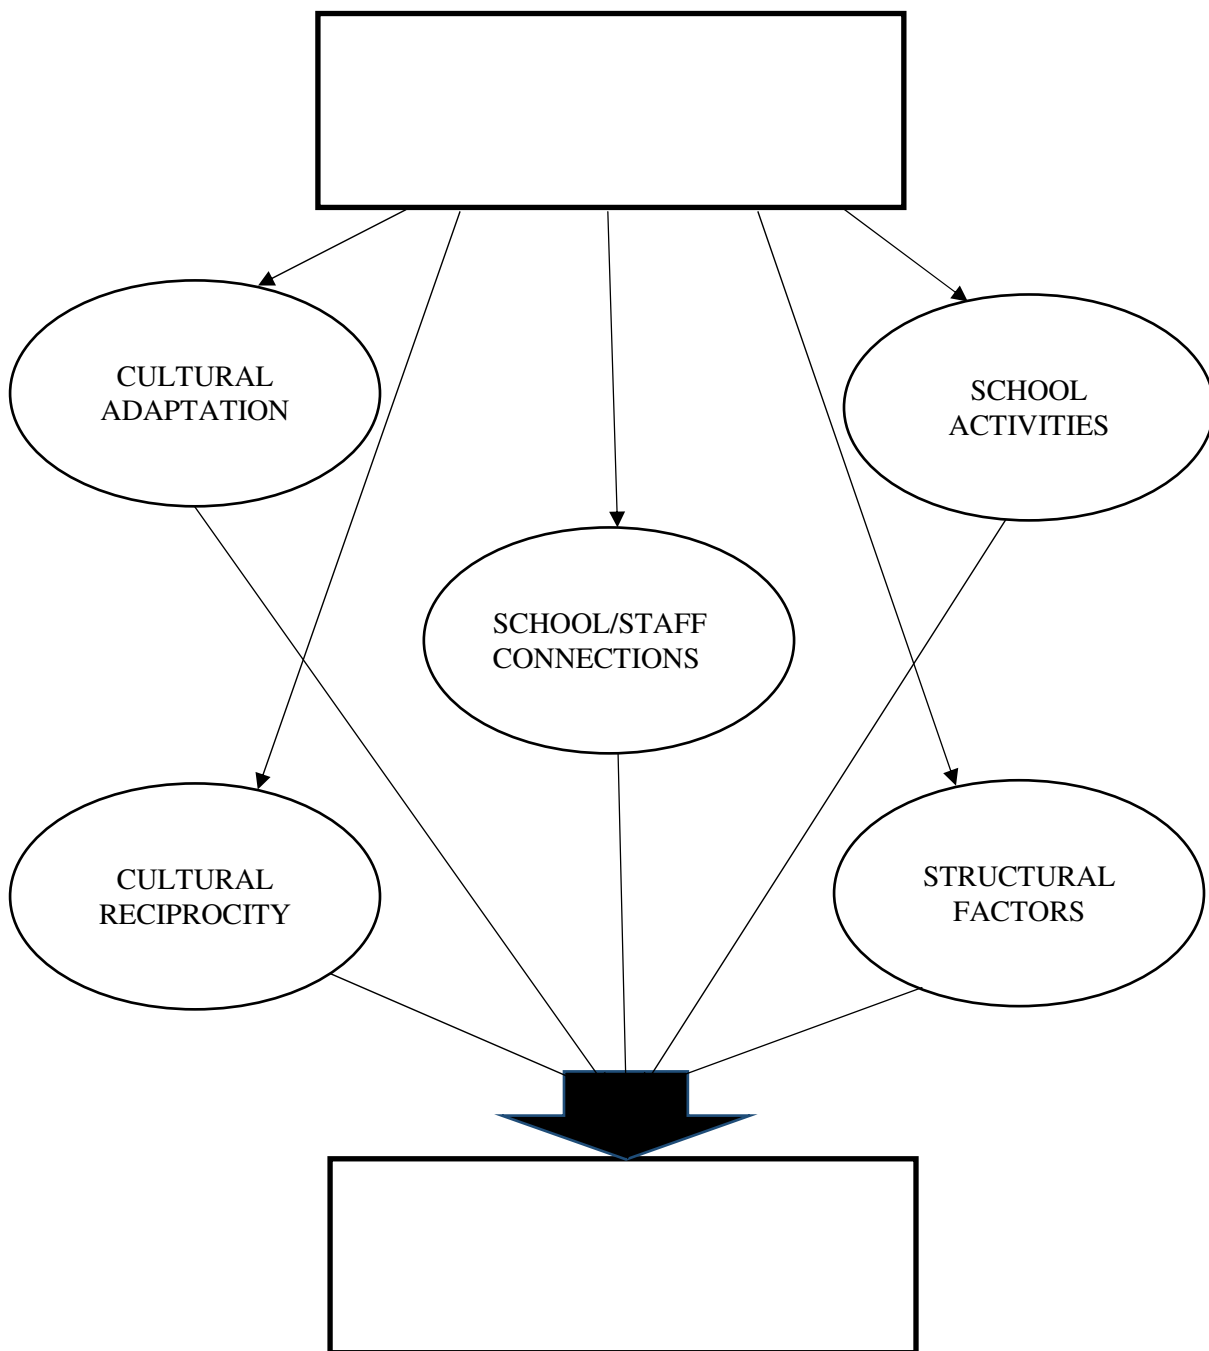 CULTURAL
ADAPTATION
SCHOOL
ACTIVITIES
SCHOOL/STAFF
CONNECTIONS
CULTURAL
RECIPROCITY
STRUCTURAL
FACTORS